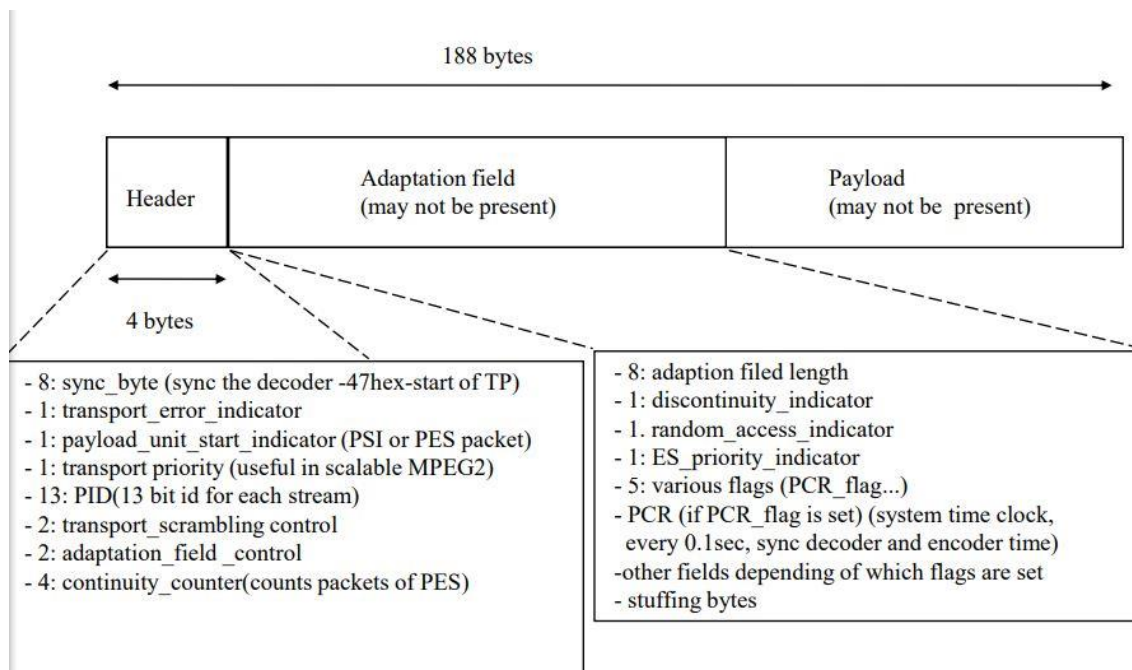 188 bytes
Header
Adaptation field
(may not be present)
Payload
(may not be  present)
4 bytes
- 8: sync_byte (sync the decoder -47hex-start of TP)
- 1: transport_error_indicator
- 1: payload_unit_start_indicator (PSI or PES packet)
- 1: transport priority (useful in scalable MPEG2)
- 13: PID(13 bit id for each stream)
- 2: transport_scrambling control
- 2: adaptation_field _control
- 4: continuity_counter(counts packets of PES)
- 8: adaption filed length
- 1: discontinuity_indicator
- 1. random_access_indicator
- 1: ES_priority_indicator
- 5: various flags (PCR_flag...)
- PCR (if PCR_flag is set) (system time clock,
every 0.1sec, sync decoder and encoder time)
-other fields depending of which flags are set
- stuffing bytes